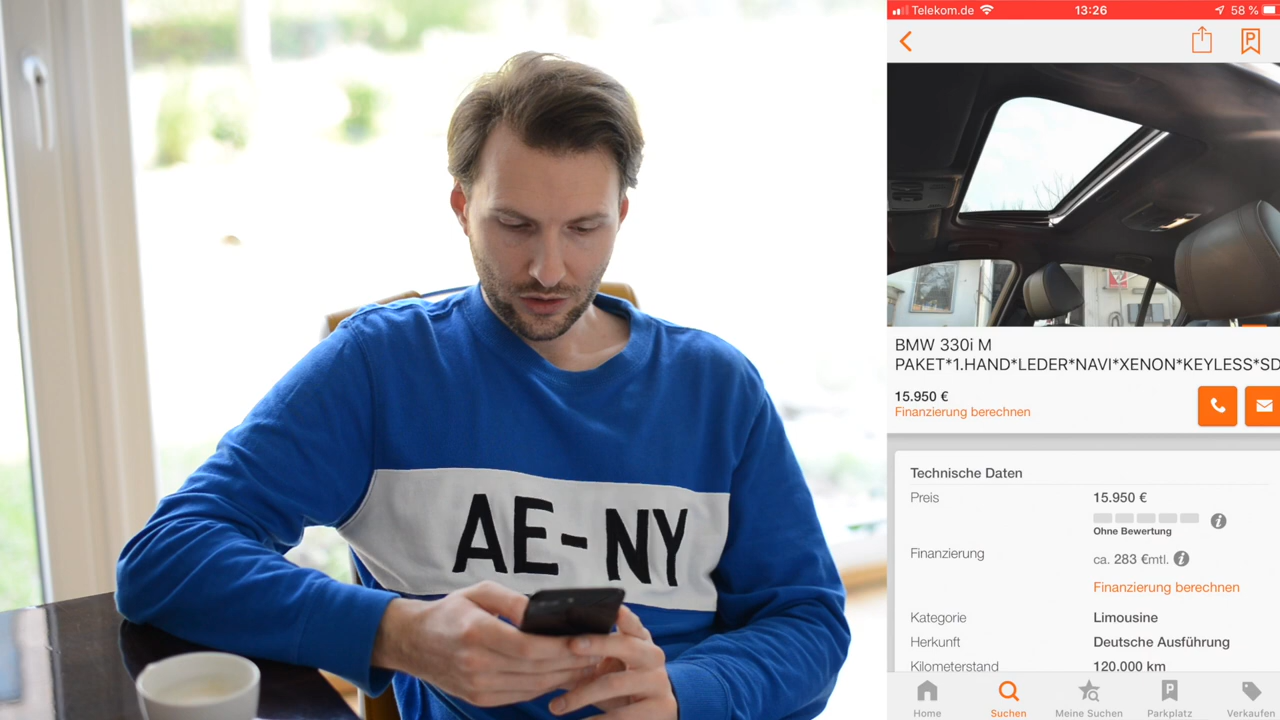 AE-NY
Telekom.de 13:26 58 %
P
BMW 330i M
PAKET*1.HAND*LEDER*NAVI*XENON*KEYLESS*SD
15.950 €
Finanzierung berechnen
Technische Daten
Preis 15.950 €
Ohne Bewertung
Finanzierung ca. 283 €mtl.
Finanzierung berechnen
Kategorie Limousine
Herkunft Deutsche Ausführung
Kilometerstand 120.000 km
Home Suchen Meine Suchen Parkplatz Verkaufen